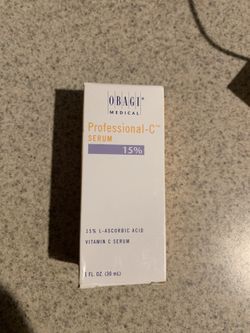 OBAGI®
MEDICAL
Professional-C™
SERUM
15%
15% L-ASCORBIC ACID
VITAMIN C SERUM
1 FL. OZ. (30 mL)